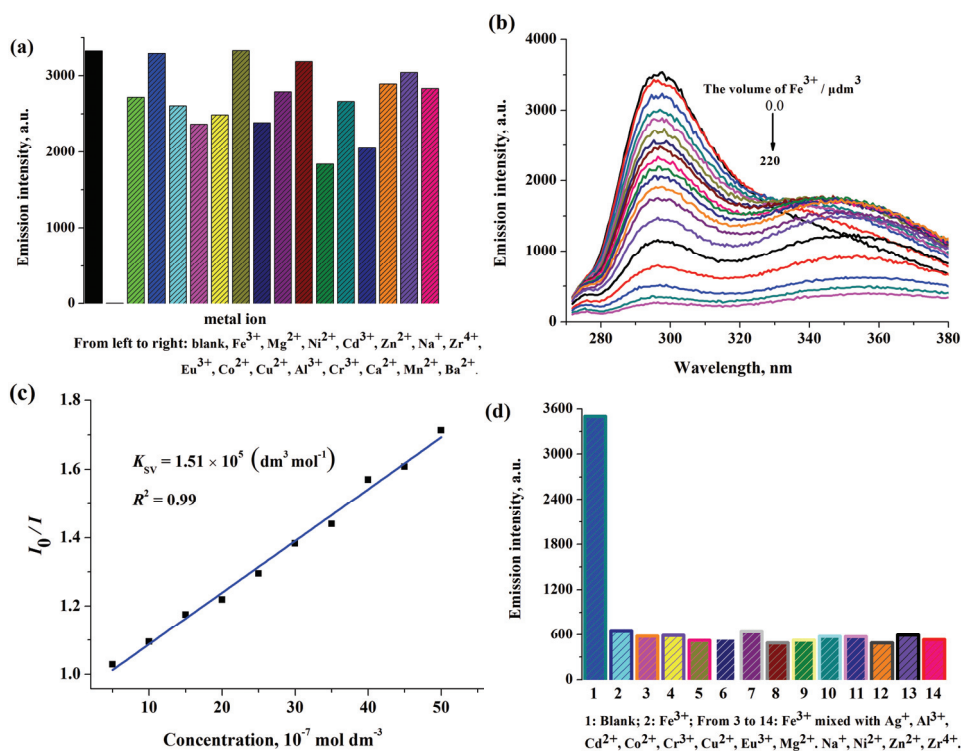 (a)
Emission intensity, a.u.
3000
2000
1000
0
metal ion
From left to right: blank, Fe³⁺, Mg²⁺, Ni²⁺, Cd³⁺, Zn²⁺, Na⁺, Zr⁴⁺,
Eu³⁺, Co²⁺, Cu²⁺, Al³⁺, Cr³⁺, Ca²⁺, Mn²⁺, Ba²⁺.
(b)
Emission intensity, a.u.
4000
3000
2000
1000
0
The volume of Fe³⁺ / μdm³
0.0
220
280 300 320 340 360 380
Wavelength, nm
(c)
I₀/I
1.8
1.6
1.4
1.2
1.0
K_SV = 1.51 × 10⁵ (dm³ mol⁻¹)
R² = 0.99
10 20 30 40 50
Concentration, 10⁻⁷ mol dm⁻³
(d)
Emission intensity, a.u.
3600
3000
2400
1800
1200
600
0
1 2 3 4 5 6 7 8 9 10 11 12 13 14
1: Blank; 2: Fe³⁺; From 3 to 14: Fe³⁺ mixed with Ag⁺, Al³⁺,
Cd²⁺, Co²⁺, Cr³⁺, Cu²⁺, Eu³⁺, Mg²⁺, Na⁺, Ni²⁺, Zn²⁺, Zr⁴⁺.